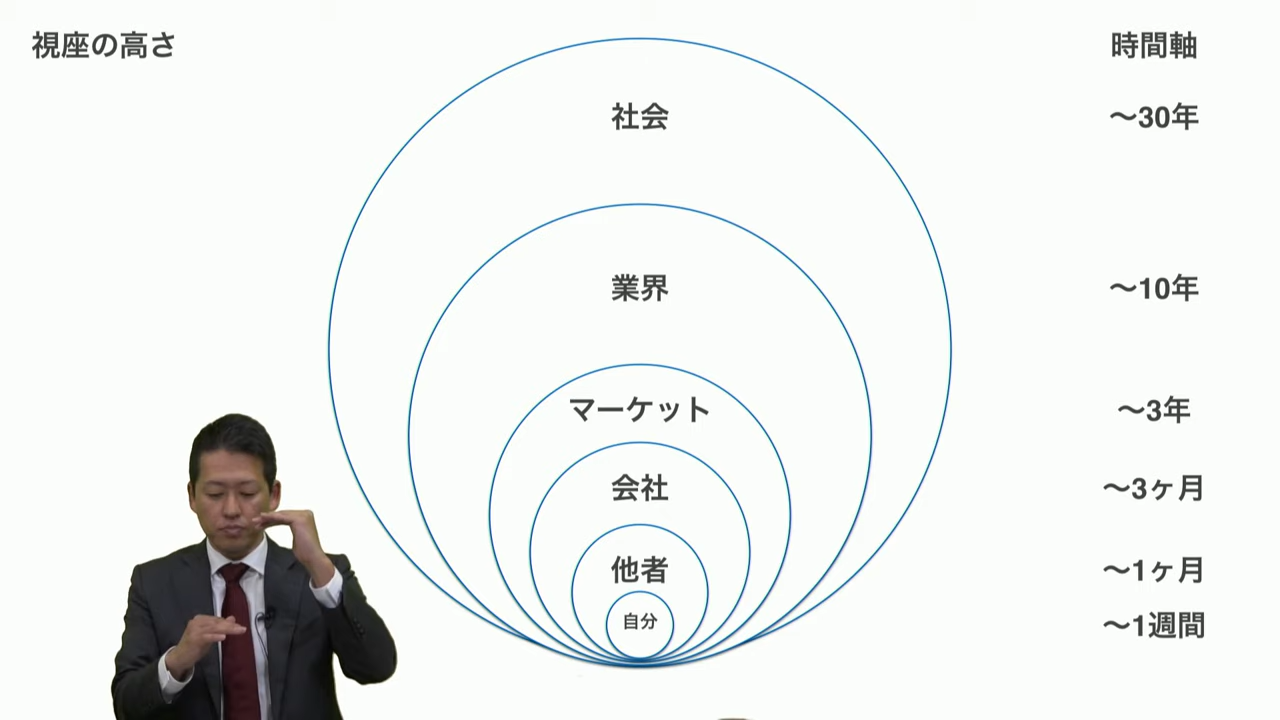 視座の高さ
時間軸
社会
〜30年
業界
〜10年
マーケット
〜3年
会社
〜3ヶ月
他者
〜1ヶ月
自分
〜1週間